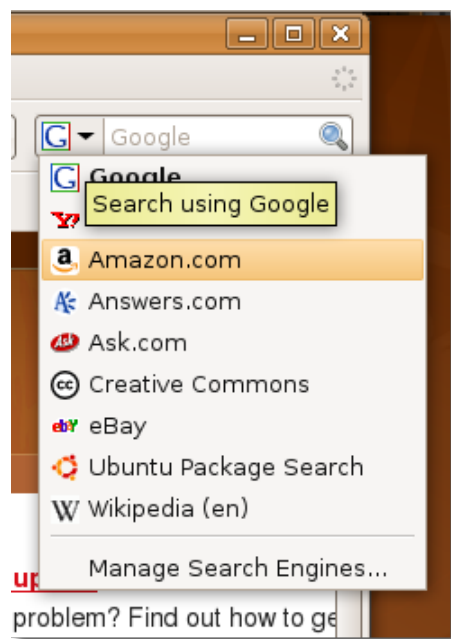 Google
Google
Search using Google
Amazon.com
Answers.com
Ask.com
Creative Commons
eBay
Ubuntu Package Search
Wikipedia (en)
Manage Search Engines...
up
problem? Find out how to ge